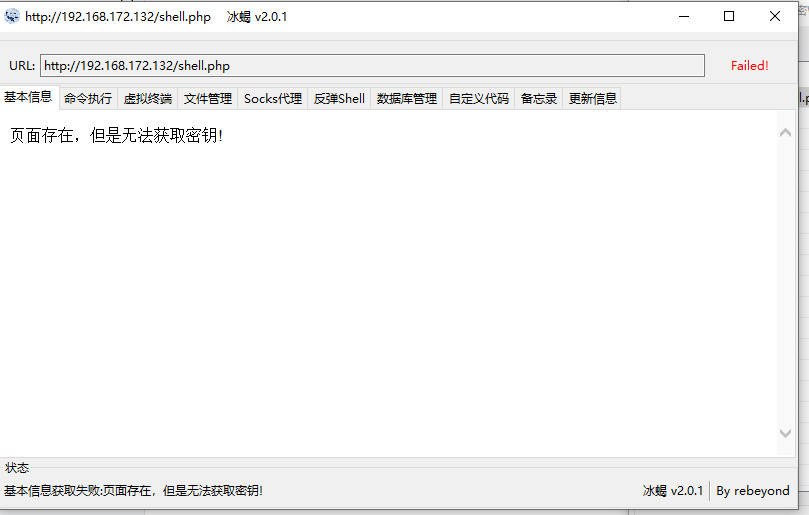 http://192.168.172.132/shell.php 冰蝎 v2.0.1
URL: http://192.168.172.132/shell.php Failed!
基本信息 命令执行 虚拟终端 文件管理 Socks代理 反弹Shell 数据库管理 自定义代码 备忘录 更新信息
页面存在，但是无法获取密钥!
状态
基本信息获取失败:页面存在，但是无法获取密钥! 冰蝎 v2.0.1 By rebeyond